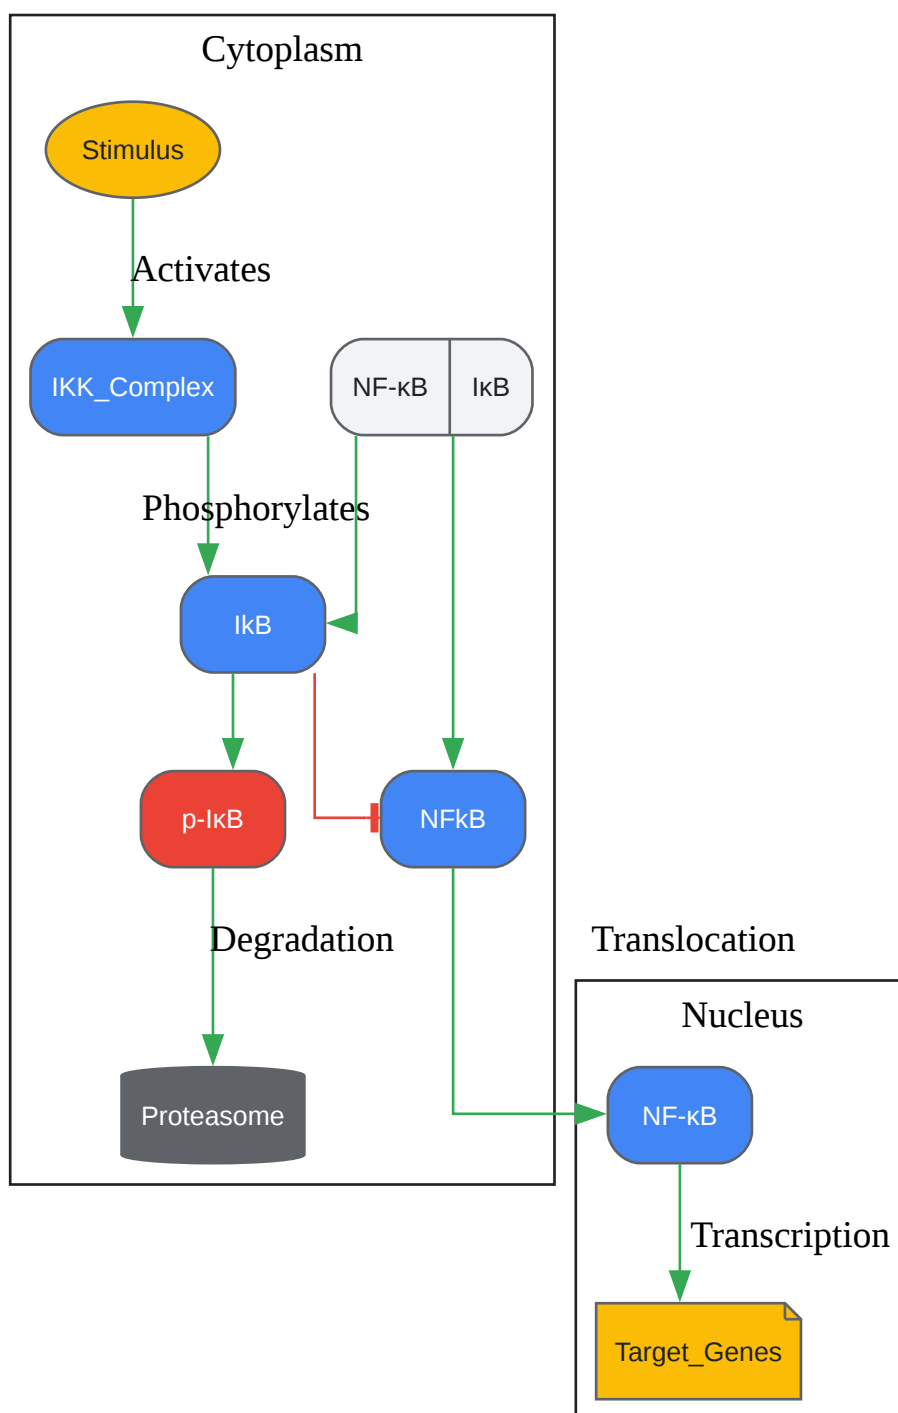 Cytoplasm
Stimulus
Activates
IKK_Complex
NF-κB
IκB
Phosphorylates
IkB
p-IκB
NFkB
Degradation
Translocation
Nucleus
Proteasome
NF-κB
Transcription
Target_Genes